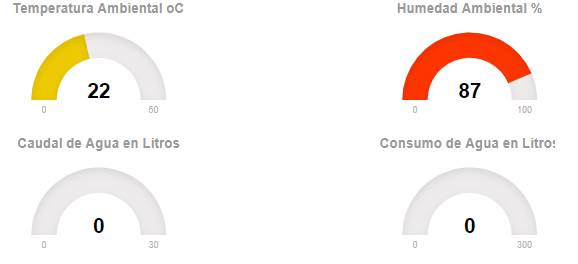 Temperatura Ambiental oC
22
0 50
Humedad Ambiental %
87
0 100
Caudal de Agua en Litros
0
0 30
Consumo de Agua en Litros
0
0 300